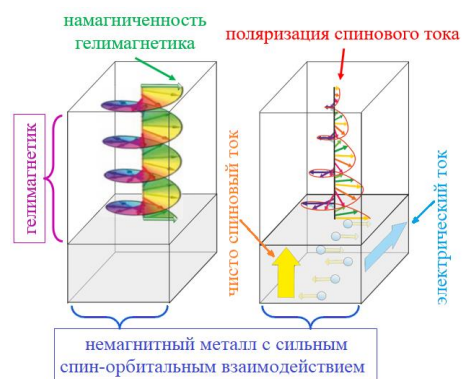 намагниченность
гелимагнетика
поляризация спинового тока
гелимагнетик
чисто спиновый ток
электрический ток
немагнитный металл с сильным
спин-орбитальным взаимодействием